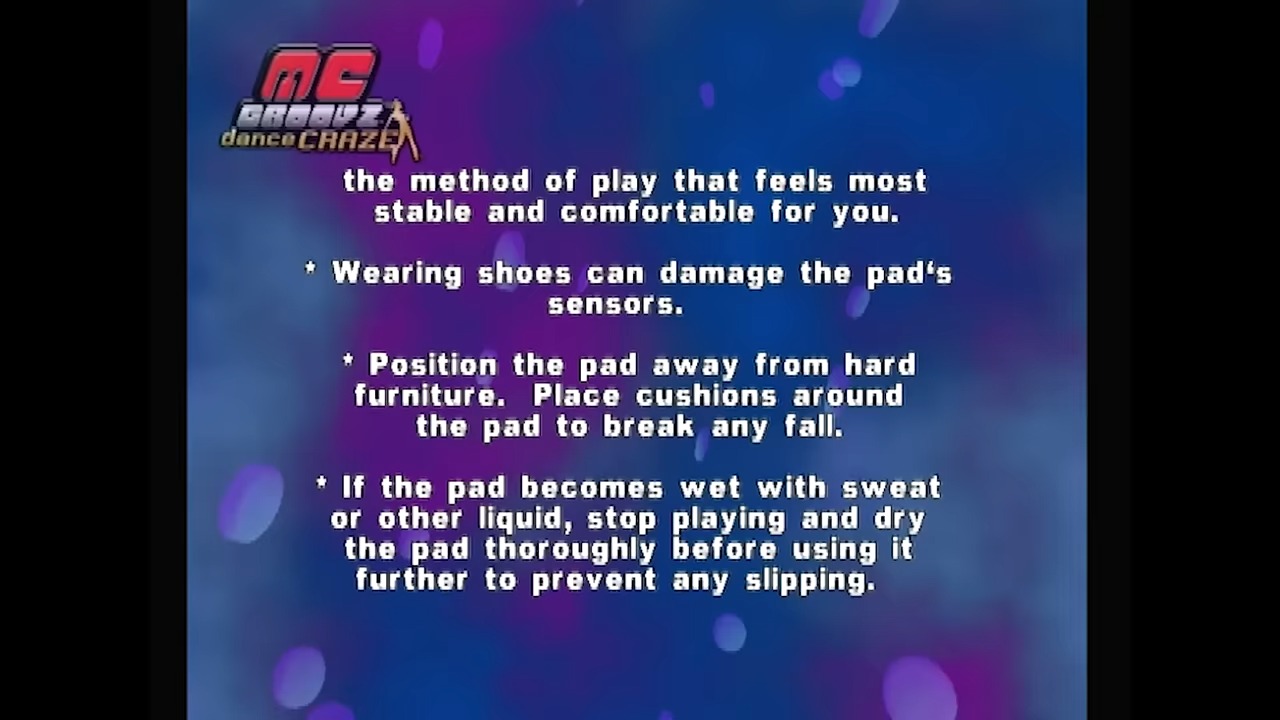 MC
GROOVZ
dance CRAZE
the method of play that feels most
stable and comfortable for you.
* Wearing shoes can damage the pad‘s
sensors.
* Position the pad away from hard
furniture.  Place cushions around
the pad to break any fall.
* If the pad becomes wet with sweat
or other liquid, stop playing and dry
the pad thoroughly before using it
further to prevent any slipping.